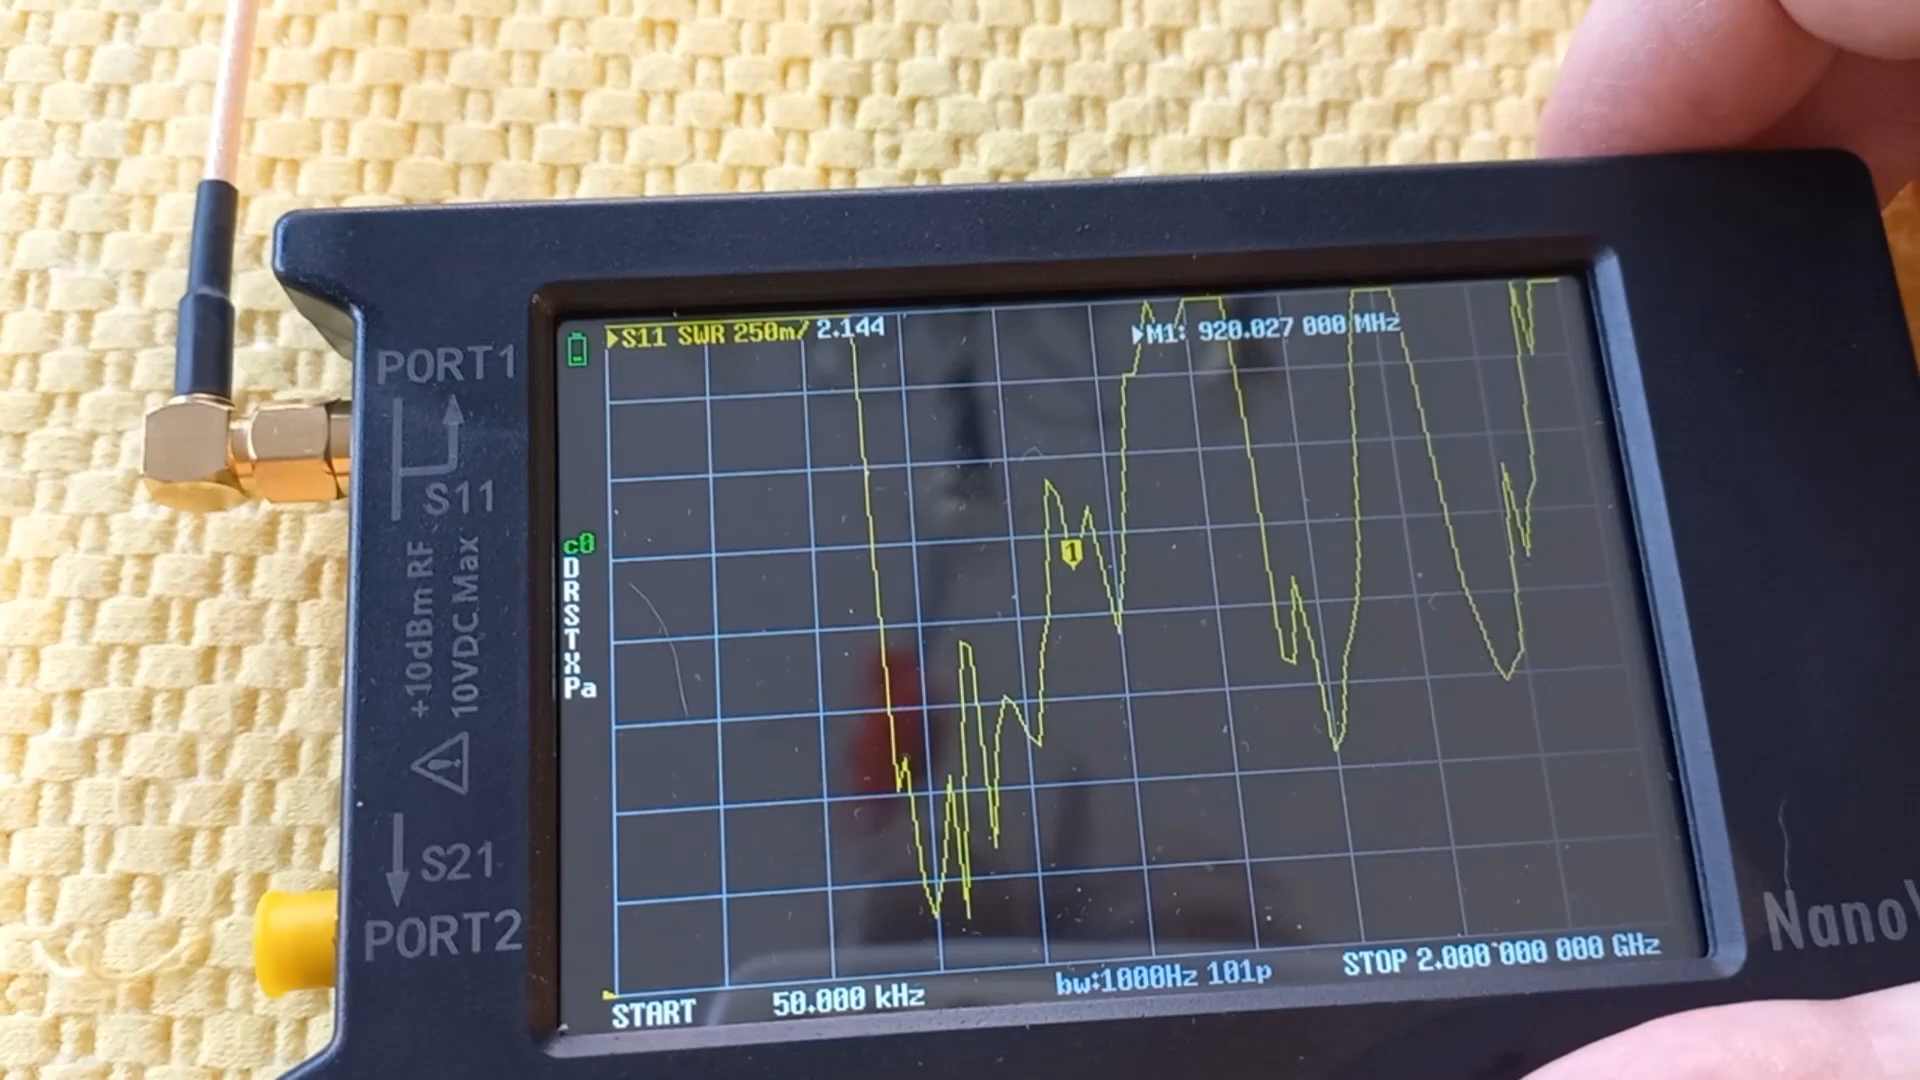 ▶S11 SWR 250m/ 2.144
▶M1: 920.027 000 MHz
PORT1
S11
+10dBm RF
10VDC.Max
c0
D
R
S
T
X
Pa
1
S21
PORT2
START 50.000 kHz
bw:1000Hz 101p
STOP 2.000 000 000 GHz